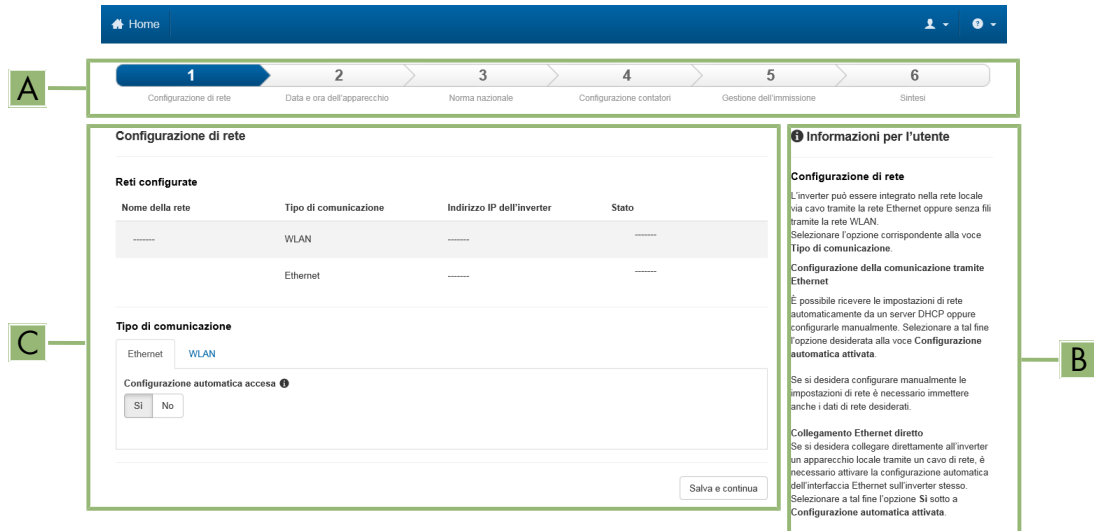 Home
A
1 2 3 4 5 6
Configurazione di rete Data e ora dell'apparecchio Norma nazionale Configurazione contatori Gestione dell'immissione Sintesi
C
Configurazione di rete
Reti configurate
Nome della rete Tipo di comunicazione Indirizzo IP dell'inverter Stato
------- WLAN ------- -------
Ethernet ------- -------
Tipo di comunicazione
Ethernet WLAN
Configurazione automatica accesa
Sì No
Salva e continua
B
Informazioni per l'utente
Configurazione di rete
L'inverter può essere integrato nella rete locale
via cavo tramite la rete Ethernet oppure senza fili
tramite la rete WLAN.
Selezionare l'opzione corrispondente alla voce
Tipo di comunicazione.
Configurazione della comunicazione tramite
Ethernet
È possibile ricevere le impostazioni di rete
automaticamente da un server DHCP oppure
configurarle manualmente. Selezionare a tal fine
l'opzione desiderata alla voce Configurazione
automatica attivata.
Se si desidera configurare manualmente le
impostazioni di rete è necessario immettere
anche i dati di rete desiderati.
Collegamento Ethernet diretto
Se si desidera collegare direttamente all'inverter
un apparecchio locale tramite un cavo di rete, è
necessario attivare la configurazione automatica
dell'interfaccia Ethernet sull'inverter stesso.
Selezionare a tal fine l'opzione Sì sotto a
Configurazione automatica attivata.